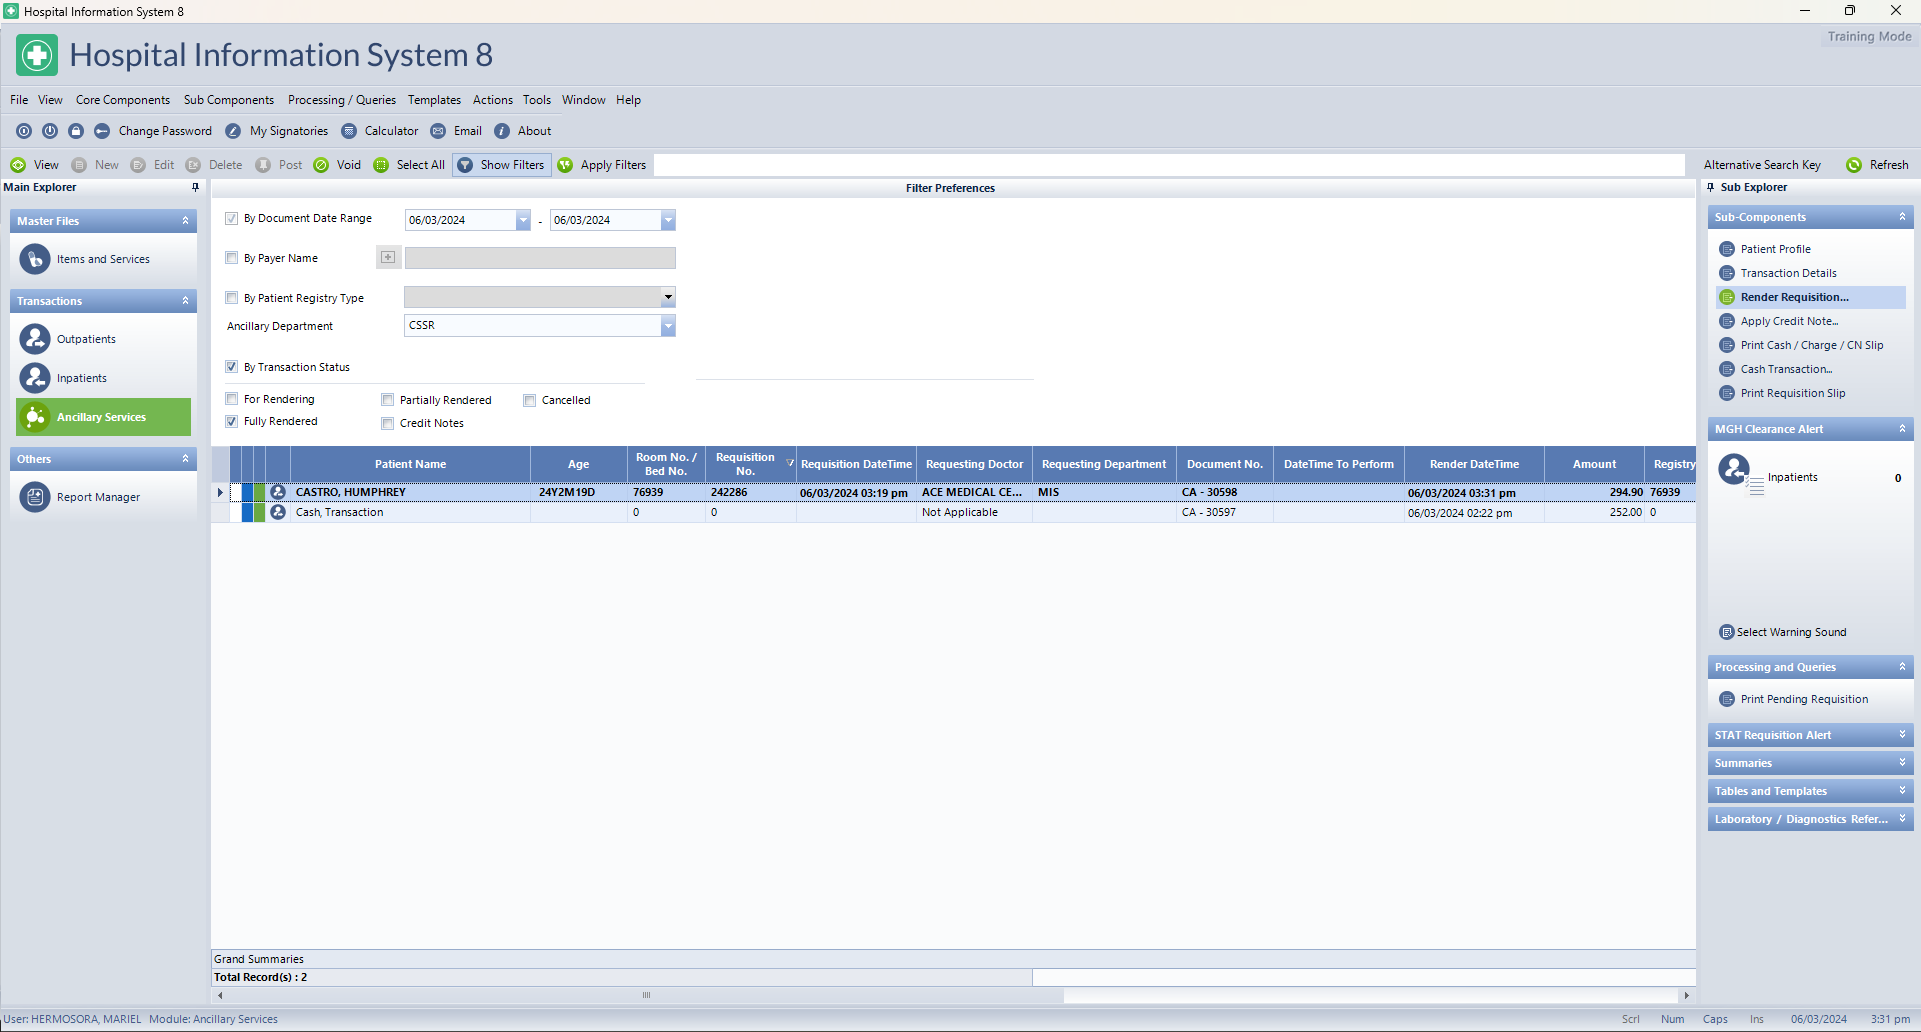 Hospital Information System 8
Hospital Information System 8
Training Mode
File View Core Components Sub Components Processing / Queries Templates Actions Tools Window Help
Change Password My Signatories Calculator Email About
View New Edit Delete Post Void Select All Show Filters Apply Filters Alternative Search Key Refresh
Main Explorer
Master Files
Items and Services
Transactions
Outpatients
Inpatients
Ancillary Services
Others
Report Manager
Filter Preferences
By Document Date Range 06/03/2024 - 06/03/2024
By Payer Name
By Patient Registry Type
Ancillary Department CSSR
By Transaction Status
For Rendering Partially Rendered Cancelled
Fully Rendered Credit Notes
Patient Name Age Room No. / Bed No. Requisition No. Requisition DateTime Requesting Doctor Requesting Department Document No. DateTime To Perform Render DateTime Amount Registry
CASTRO, HUMPHREY 24Y2M19D 76939 242286 06/03/2024 03:19 pm ACE MEDICAL CE... MIS CA - 30598 06/03/2024 03:31 pm 294.90 76939
Cash, Transaction 0 0 Not Applicable CA - 30597 06/03/2024 02:22 pm 252.00 0
Grand Summaries
Total Record(s) : 2
Sub Explorer
Sub-Components
Patient Profile
Transaction Details
Render Requisition...
Apply Credit Note...
Print Cash / Charge / CN Slip
Cash Transaction...
Print Requisition Slip
MGH Clearance Alert
Inpatients 0
Select Warning Sound
Processing and Queries
Print Pending Requisition
STAT Requisition Alert
Summaries
Tables and Templates
Laboratory / Diagnostics Refer...
User: HERMOSORA, MARIEL Module: Ancillary Services
Scrl Num Caps Ins 06/03/2024 3:31 pm